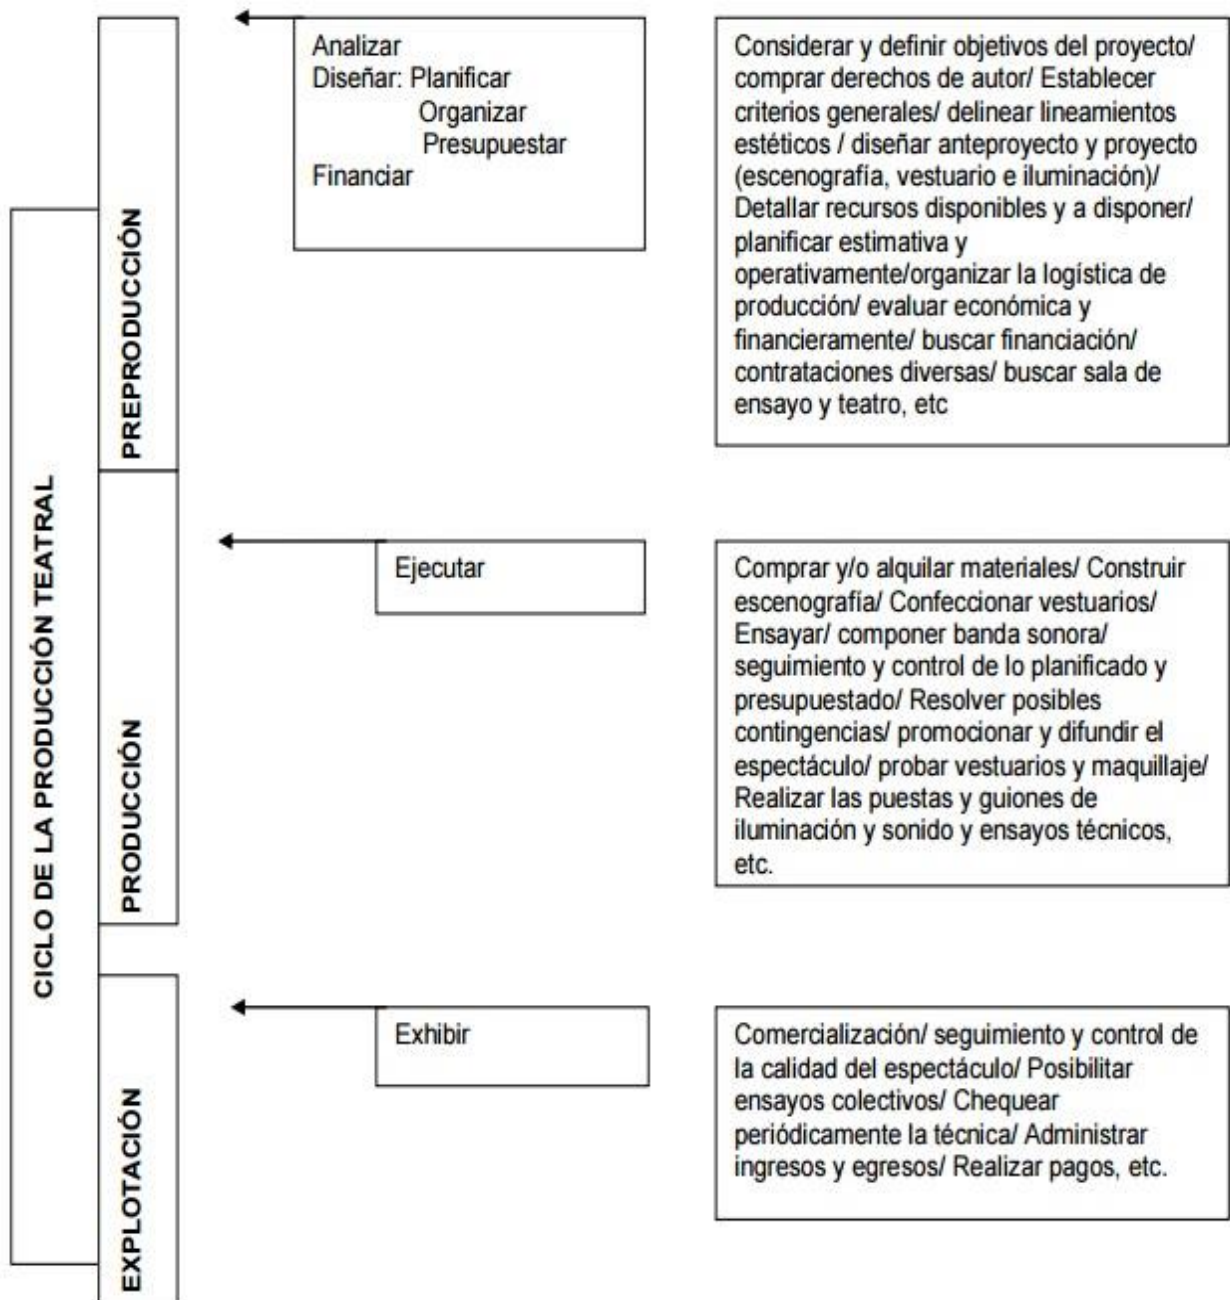 CICLO DE LA PRODUCCIÓN TEATRAL
PREPRODUCCIÓN
Analizar
Diseñar: Planificar
Organizar
Presupuestar
Financiar
Considerar y definir objetivos del proyecto/
comprar derechos de autor/ Establecer
criterios generales/ delinear lineamientos
estéticos / diseñar anteproyecto y proyecto
(escenografía, vestuario e iluminación)/
Detallar recursos disponibles y a disponer/
planificar estimativa y
operativamente/organizar la logística de
producción/ evaluar económica y
financieramente/ buscar financiación/
contrataciones diversas/ buscar sala de
ensayo y teatro, etc
PRODUCCIÓN
Ejecutar
Comprar y/o alquilar materiales/ Construir
escenografía/ Confeccionar vestuarios/
Ensayar/ componer banda sonora/
seguimiento y control de lo planificado y
presupuestado/ Resolver posibles
contingencias/ promocionar y difundir el
espectáculo/ probar vestuarios y maquillaje/
Realizar las puestas y guiones de
iluminación y sonido y ensayos técnicos,
etc.
EXPLOTACIÓN
Exhibir
Comercialización/ seguimiento y control de
la calidad del espectáculo/ Posibilitar
ensayos colectivos/ Chequear
periódicamente la técnica/ Administrar
ingresos y egresos/ Realizar pagos, etc.